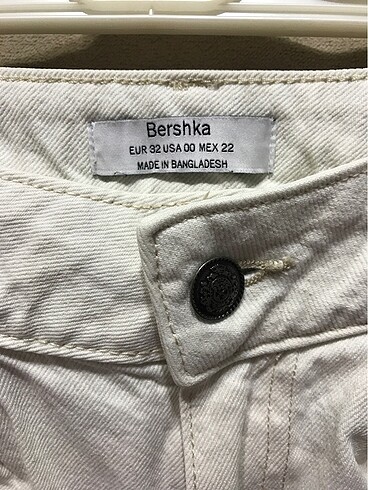 Bershka
EUR 32 USA 00 MEX 22
MADE IN BANGLADESH